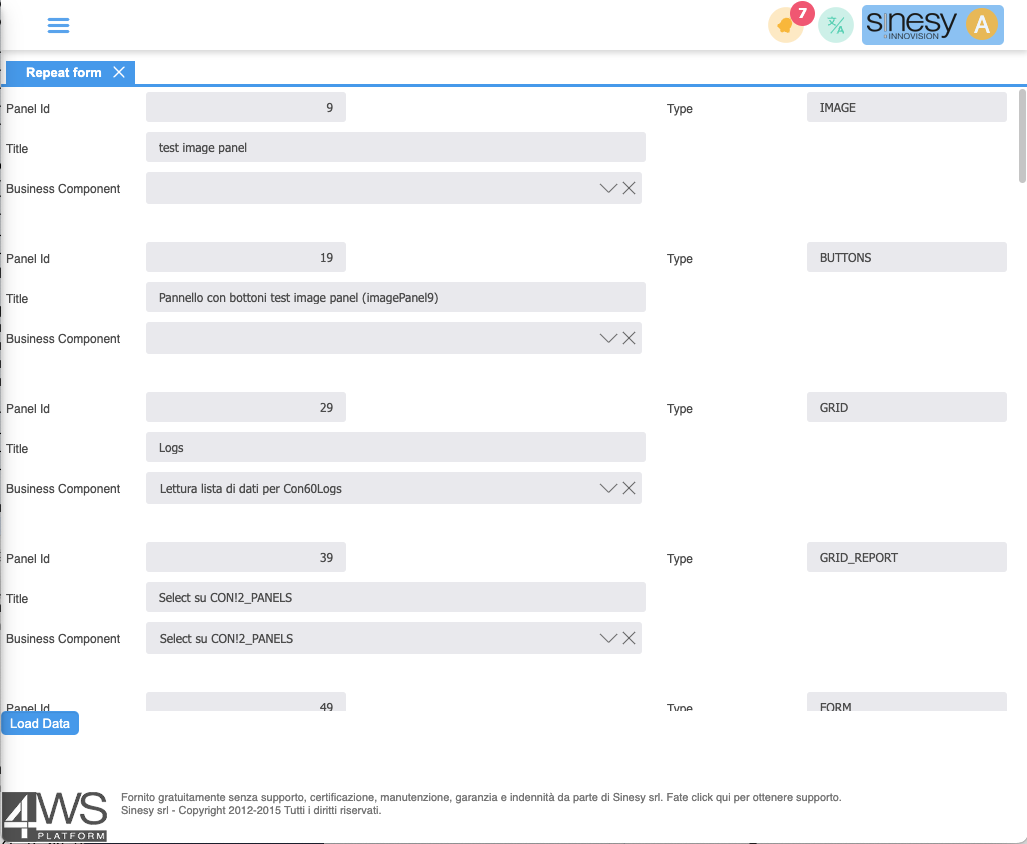 7
sinesy
INNOVISION
A
Repeat form
Panel Id 9 Type IMAGE
Title test image panel
Business Component
Panel Id 19 Type BUTTONS
Title Pannello con bottoni test image panel (imagePanel9)
Business Component
Panel Id 29 Type GRID
Title Logs
Business Component Lettura lista di dati per Con60Logs
Panel Id 39 Type GRID_REPORT
Title Select su CON!2_PANELS
Business Component Select su CON!2_PANELS
Panel Id 49 Type FORM
Load Data
4WS
PLATFORM
Fornito gratuitamente senza supporto, certificazione, manutenzione, garanzia e indennità da parte di Sinesy srl. Fate click qui per ottenere supporto.
Sinesy srl - Copyright 2012-2015 Tutti i diritti riservati.